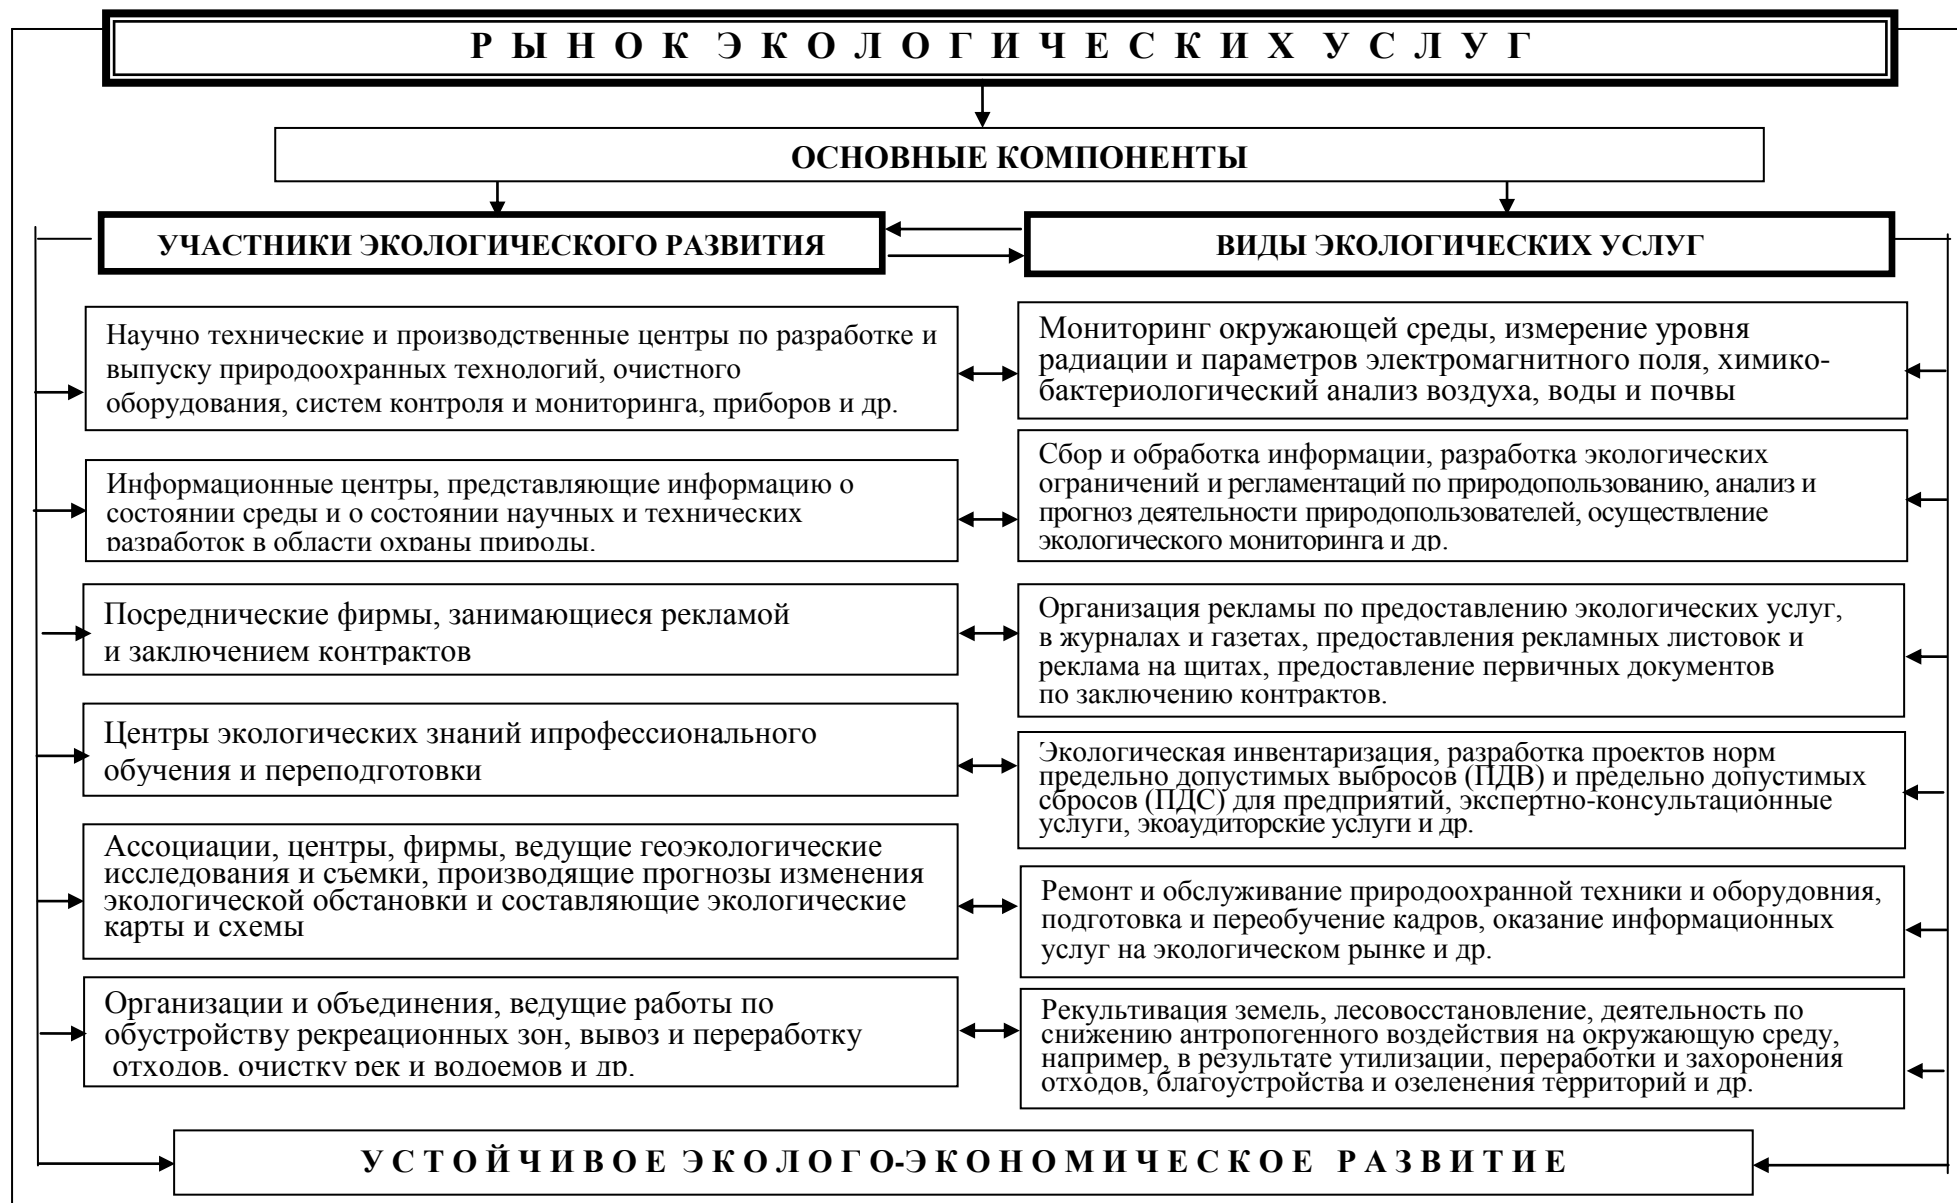 РЫНОК ЭКОЛОГИЧЕСКИХ УСЛУГ
ОСНОВНЫЕ КОМПОНЕНТЫ
УЧАСТНИКИ ЭКОЛОГИЧЕСКОГО РАЗВИТИЯ
ВИДЫ ЭКОЛОГИЧЕСКИХ УСЛУГ
Научно технические и производственные центры по разработке и
выпуску природоохранных технологий, очистного
оборудования, систем контроля и мониторинга, приборов и др.
Мониторинг окружающей среды, измерение уровня
радиации и параметров электромагнитного поля, химико-
бактериологический анализ воздуха, воды и почвы
Информационные центры, представляющие информацию о
состоянии среды и о состоянии научных и технических
разработок в области охраны природы.
Сбор и обработка информации, разработка экологических
ограничений и регламентаций по природопользованию, анализ и
прогноз деятельности природопользователей, осуществление
экологического мониторинга и др.
Посреднические фирмы, занимающиеся рекламой
и заключением контрактов
Организация рекламы по предоставлению экологических услуг,
в журналах и газетах, предоставления рекламных листовок и
реклама на щитах, предоставление первичных документов
по заключению контрактов.
Центры экологических знаний ипрофессионального
обучения и переподготовки
Экологическая инвентаризация, разработка проектов норм
предельно допустимых выбросов (ПДВ) и предельно допустимых
сбросов (ПДС) для предприятий, экспертно-консультационные
услуги, экоаудиторские услуги и др.
Ассоциации, центры, фирмы, ведущие геоэкологические
исследования и съемки, производящие прогнозы изменения
экологической обстановки и составляющие экологические
карты и схемы
Ремонт и обслуживание природоохранной техники и оборудовния,
подготовка и переобучение кадров, оказание информационных
услуг на экологическом рынке и др.
Организации и объединения, ведущие работы по
обустройству рекреационных зон, вывоз и переработку
отходов, очистку рек и водоемов и др.
Рекультивация земель, лесовосстановление, деятельность по
снижению антропогенного воздействия на окружающую среду,
например, в результате утилизации, переработки и захоронения
отходов, благоустройства и озеленения территорий и др.
УСТОЙЧИВОЕ ЭКОЛОГО-ЭКОНОМИЧЕСКОЕ РАЗВИТИЕ